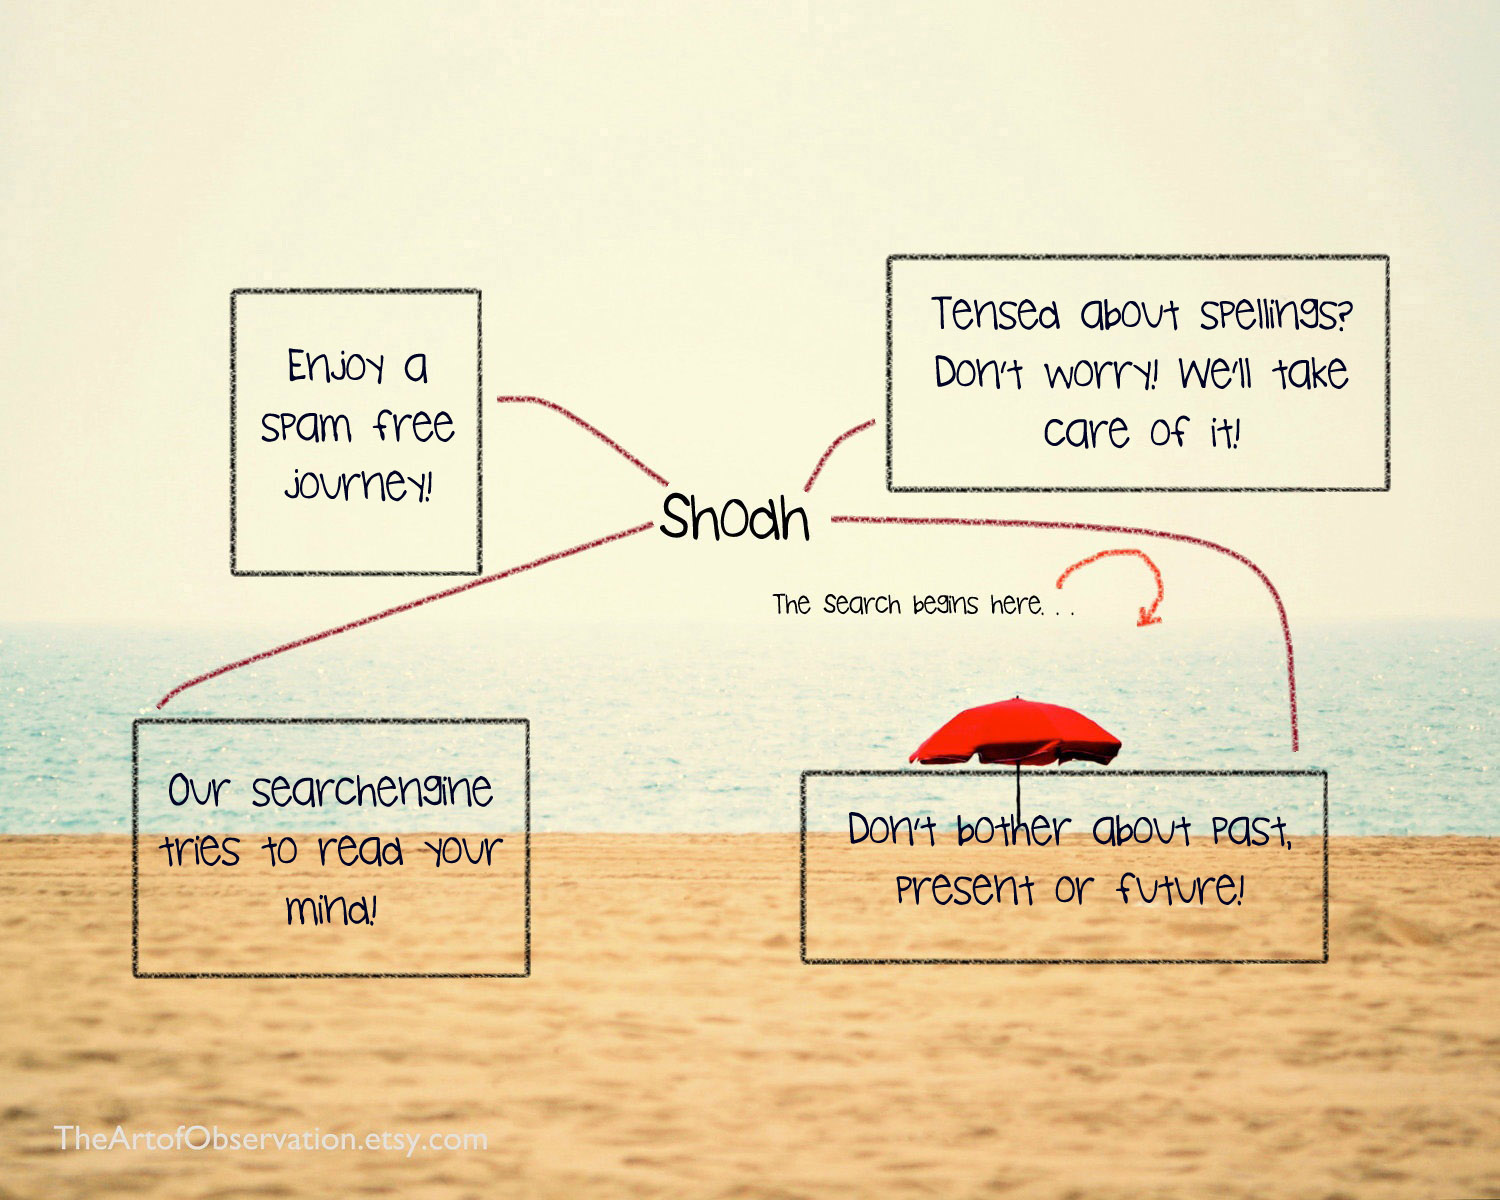 Tensed about spellings?
Don't worry! We'll take
care of it!
Enjoy a
spam free
journey!
ShOdh
The Search begins here. . .
Our searchengine
tries to read your
mind!
Don't bother about past,
present or future!
TheArtofObservation.etsy.com